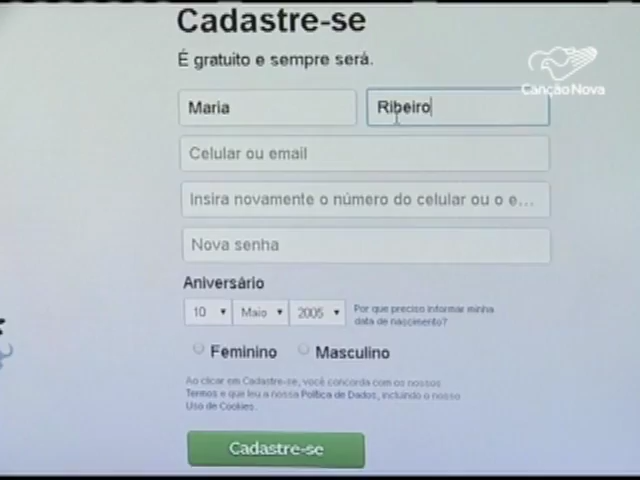 Cadastre-se
É gratuito e sempre será.
Canção Nova
Maria
Ribeiro
Celular ou email
Insira novamente o número do celular ou o e...
Nova senha
Aniversário
10
Maio
2005
Por que preciso informar minha
data de nascimento?
Feminino
Masculino
Ao clicar em Cadastre-se, você concorda com os nossos
Termos e que leu a nossa Política de Dados, incluindo o nosso
Uso de Cookies.
Cadastre-se